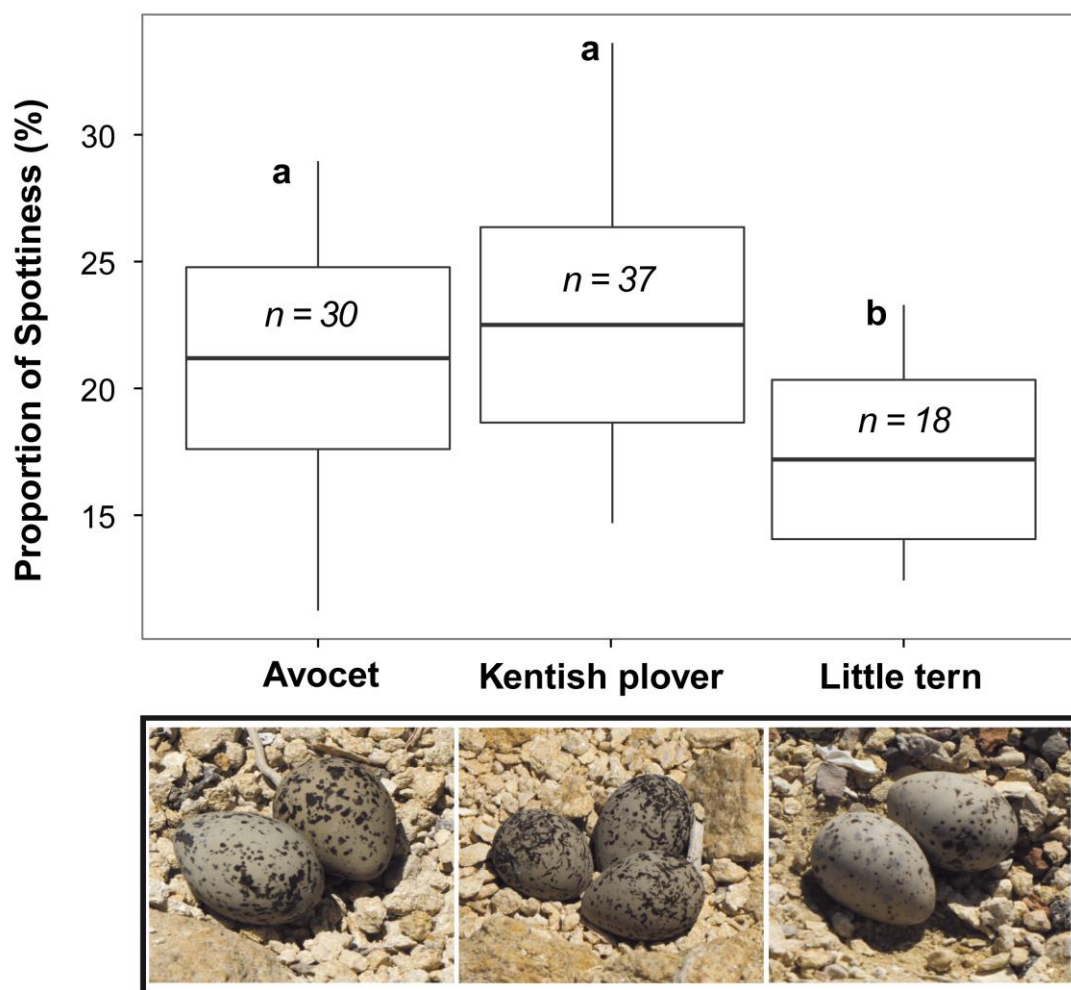 Proportion of Spottiness (%)
30
25
20
15
a
a
b
n = 30
n = 37
n = 18
Avocet
Kentish plover
Little tern